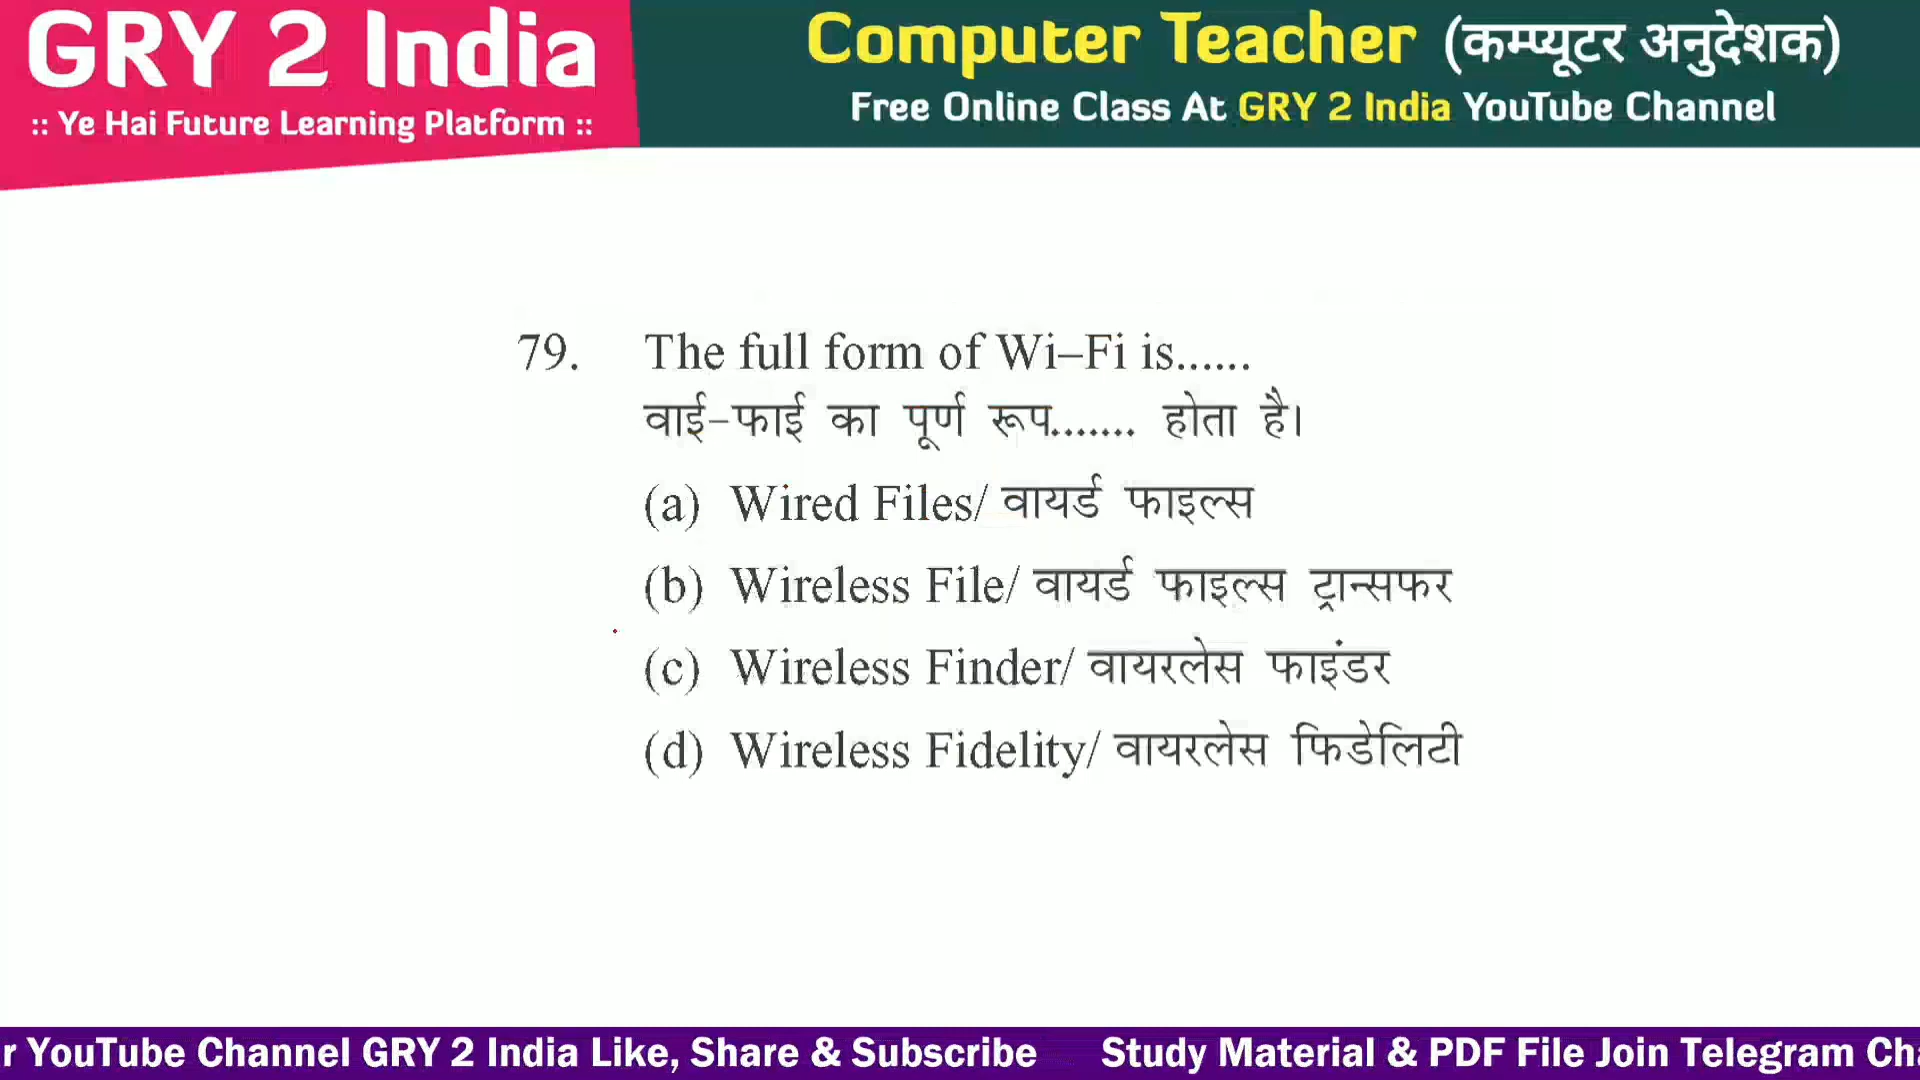 GRY 2 India
:: Ye Hai Future Learning Platform ::
Computer Teacher (कम्प्यूटर अनुदेशक)
Free Online Class At GRY 2 India YouTube Channel
79. The full form of Wi–Fi is......
वाई–फाई का पूर्ण रूप....... होता है।
(a) Wired Files/ वायर्ड फाइल्स
(b) Wireless File/ वायर्ड फाइल्स ट्रान्सफर
(c) Wireless Finder/ वायरलेस फाइंडर
(d) Wireless Fidelity/ वायरलेस फिडेलिटी
r YouTube Channel GRY 2 India Like, Share & Subscribe Study Material & PDF File Join Telegram Cha